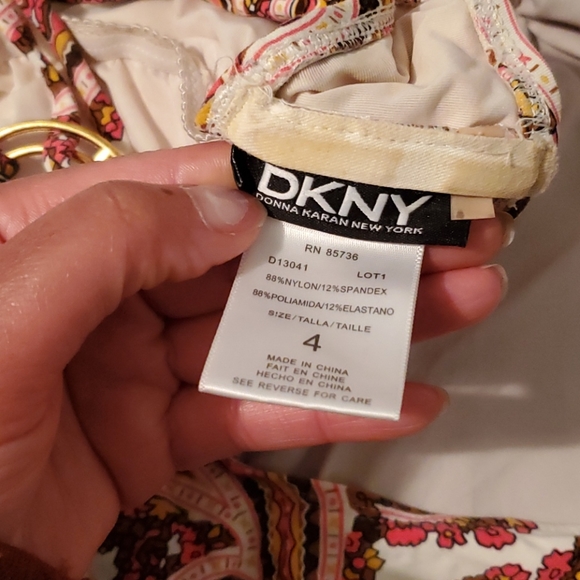 DKNY
DONNA KARAN NEW YORK
RN 85736
D13041 LOT1
88%NYLON/12%SPANDEX
88%POLIAMIDA/12%ELASTANO
SIZE/TALLA/TAILLE
4
MADE IN CHINA
FAIT EN CHINE
HECHO EN CHINA
SEE REVERSE FOR CARE